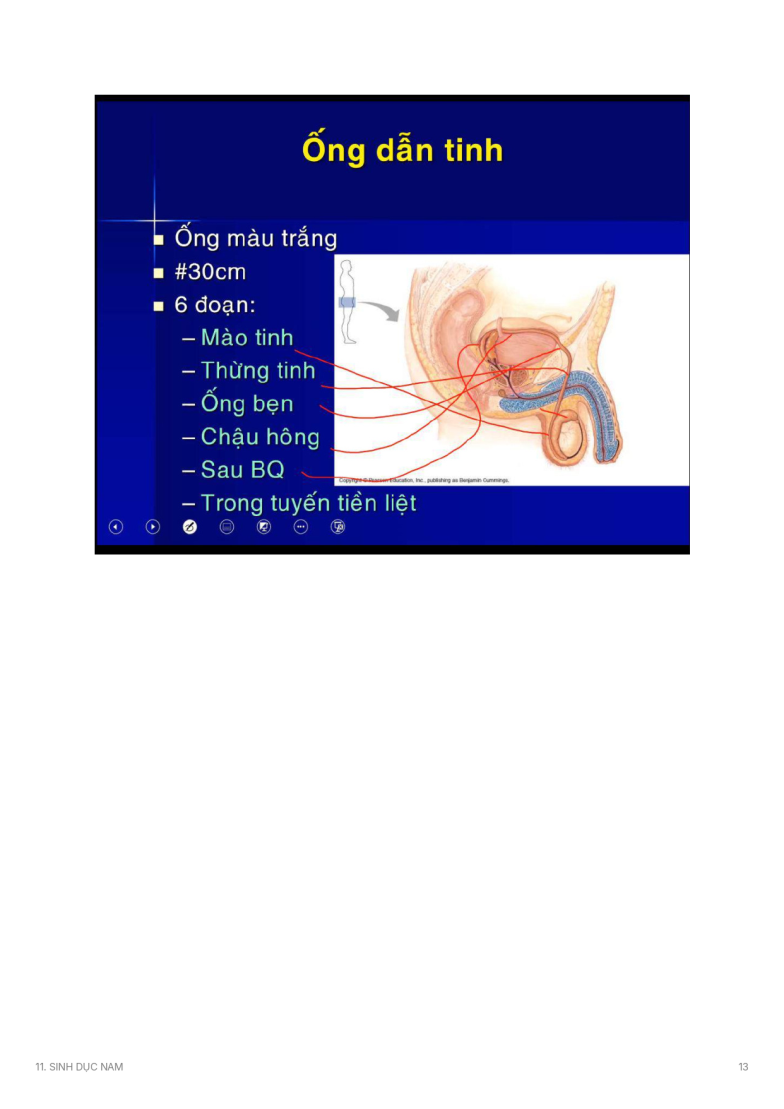 Ống dẫn tinh
Ống màu trắng
#30cm
6 đoạn:
– Mào tinh
– Thừng tinh
– Ống bẹn
– Chậu hông
– Sau BQ
– Trong tuyến tiền liệt
Copyright © Pearson Education, Inc., publishing as Benjamin Cummings.
11. SINH DỤC NAM
13